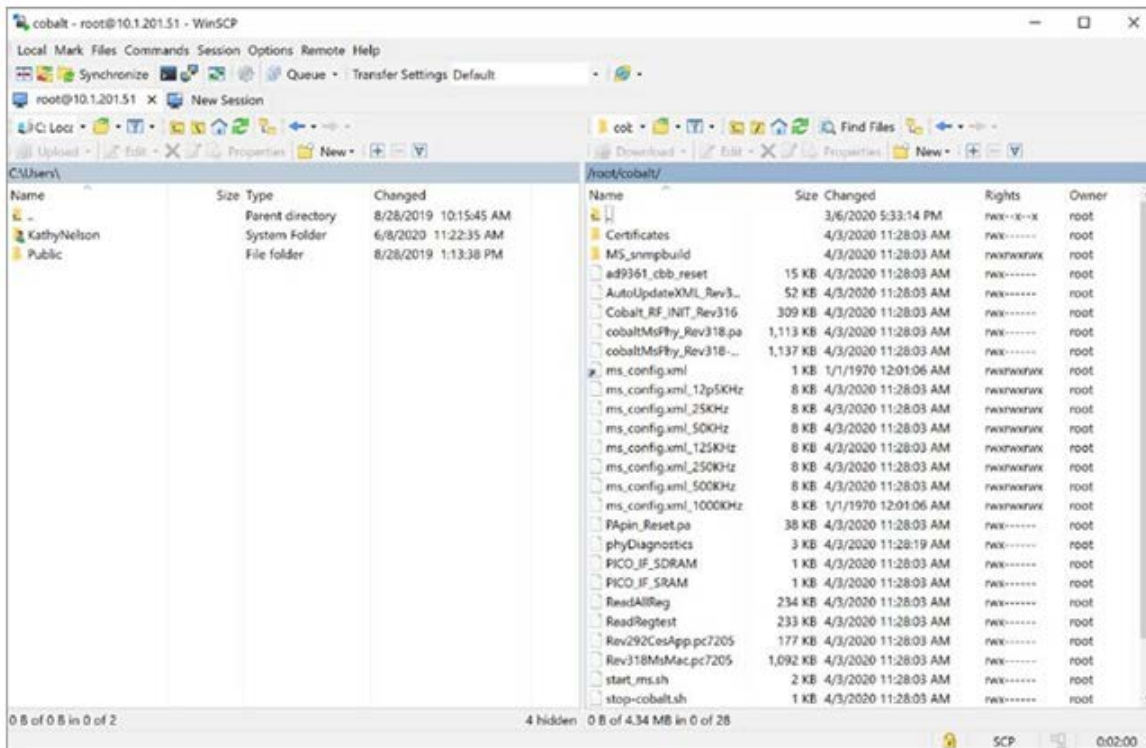 cobalt - root@10.1.201.51 - WinSCP
Local Mark Files Commands Session Options Remote Help
Synchronize Queue Transfer Settings Default
root@10.1.201.51 X New Session
C: Loca cob Find Files
Upload Edit Properties New Download Edit Properties New
C:\Users\ /root/cobalt/
Name Size Type Changed Name Size Changed Rights Owner
Parent directory 8/28/2019 10:15:45 AM 3/6/2020 5:33:14 PM rwx--x--x root
KathyNelson System Folder 6/8/2020 11:22:35 AM Certificates 4/3/2020 11:28:03 AM rwx------ root
Public File folder 8/28/2019 1:13:38 PM MS_snmpbuild 4/3/2020 11:28:03 AM rwxrwxrwx root
ad9361_cbb_reset 15 KB 4/3/2020 11:28:03 AM rwx------ root
AutoUpdateXML_Rev3... 52 KB 4/3/2020 11:28:03 AM rwx------ root
Cobalt_RF_INIT_Rev316 309 KB 4/3/2020 11:28:03 AM rwx------ root
cobaltMsPhy_Rev318.pa 1,113 KB 4/3/2020 11:28:03 AM rwx------ root
cobaltMsPhy_Rev318-... 1,137 KB 4/3/2020 11:28:03 AM rwx------ root
ms_config.xml 1 KB 1/1/1970 12:01:06 AM rwxrwxrwx root
ms_config.xml_12p5KHz 8 KB 4/3/2020 11:28:03 AM rwxrwxrwx root
ms_config.xml_25KHz 8 KB 4/3/2020 11:28:03 AM rwxrwxrwx root
ms_config.xml_50KHz 8 KB 4/3/2020 11:28:03 AM rwxrwxrwx root
ms_config.xml_125KHz 8 KB 4/3/2020 11:28:03 AM rwxrwxrwx root
ms_config.xml_250KHz 8 KB 4/3/2020 11:28:03 AM rwxrwxrwx root
ms_config.xml_500KHz 8 KB 4/3/2020 11:28:03 AM rwxrwxrwx root
ms_config.xml_1000KHz 8 KB 1/1/1970 12:01:06 AM rwxrwxrwx root
PApin_Reset.pa 38 KB 4/3/2020 11:28:03 AM rwx------ root
phyDiagnostics 3 KB 4/3/2020 11:28:19 AM rwx------ root
PICO_IF_SDRAM 1 KB 4/3/2020 11:28:03 AM rwx------ root
PICO_IF_SRAM 1 KB 4/3/2020 11:28:03 AM rwx------ root
ReadAllReg 234 KB 4/3/2020 11:28:03 AM rwx------ root
ReadRegtest 233 KB 4/3/2020 11:28:03 AM rwx------ root
Rev292CesApp.pc7205 177 KB 4/3/2020 11:28:03 AM rwx------ root
Rev318MsMac.pc7205 1,092 KB 4/3/2020 11:28:03 AM rwx------ root
start_ms.sh 2 KB 4/3/2020 11:28:03 AM rwx------ root
stop-cobalt.sh 1 KB 4/3/2020 11:28:03 AM rwx------ root
0 B of 0 B in 0 of 2 4 hidden 0 B of 4.34 MB in 0 of 28
SCP 0:02:00